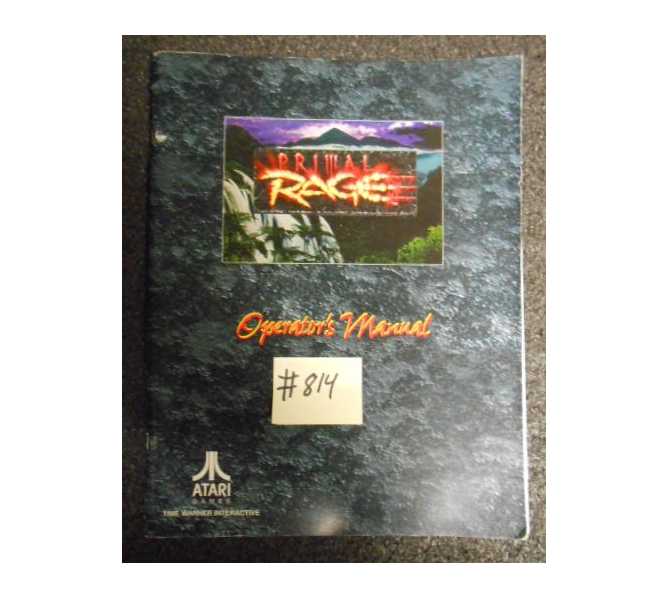 PRIMAL
RAGE
Operator's Manual
#814
ATARI
GAMES
TIME WARNER INTERACTIVE